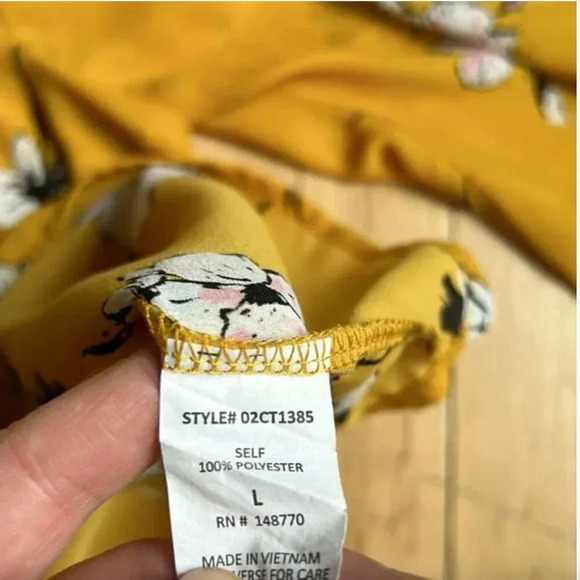 STYLE# 02CT1385
SELF
100% POLYESTER
L
RN # 148770
MADE IN VIETNAM
FOR CARE